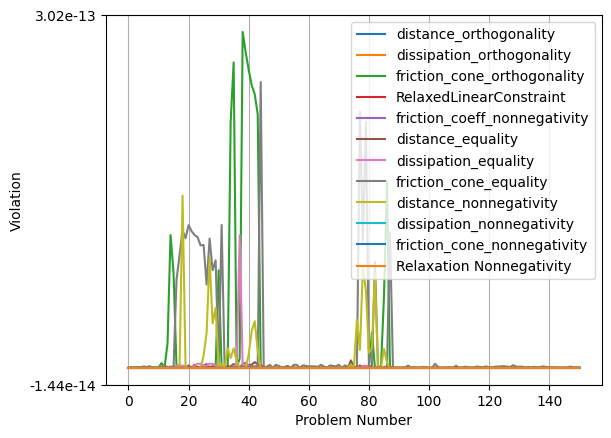 3.02e-13
Violation
-1.44e-14
0
20
40
60
80
100
120
140
Problem Number
distance_orthogonality
dissipation_orthogonality
friction_cone_orthogonality
RelaxedLinearConstraint
friction_coeff_nonnegativity
distance_equality
dissipation_equality
friction_cone_equality
distance_nonnegativity
dissipation_nonnegativity
friction_cone_nonnegativity
Relaxation Nonnegativity